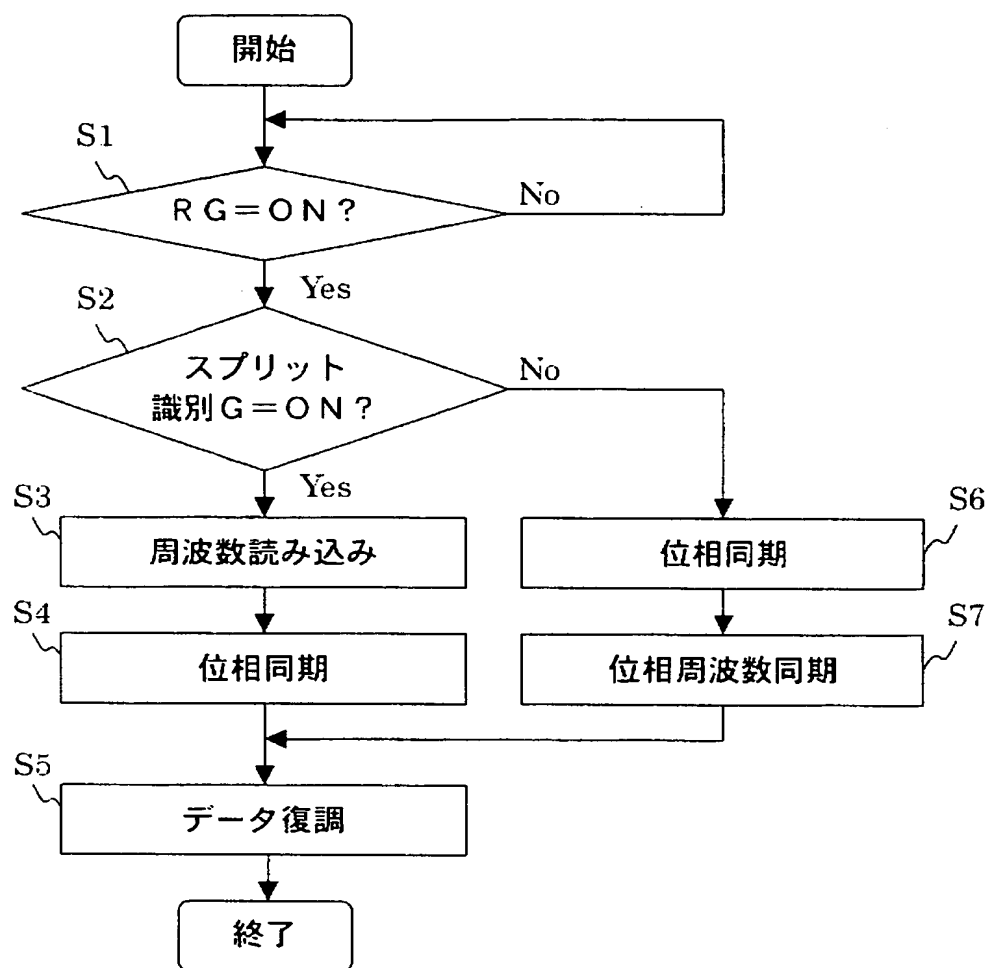 開始
S1
RG=ON?
No
Yes
S2
スプリット
識別G=ON?
No
Yes
S3
周波数読み込み
S6
位相同期
S4
位相同期
S7
位相周波数同期
S5
データ復調
終了